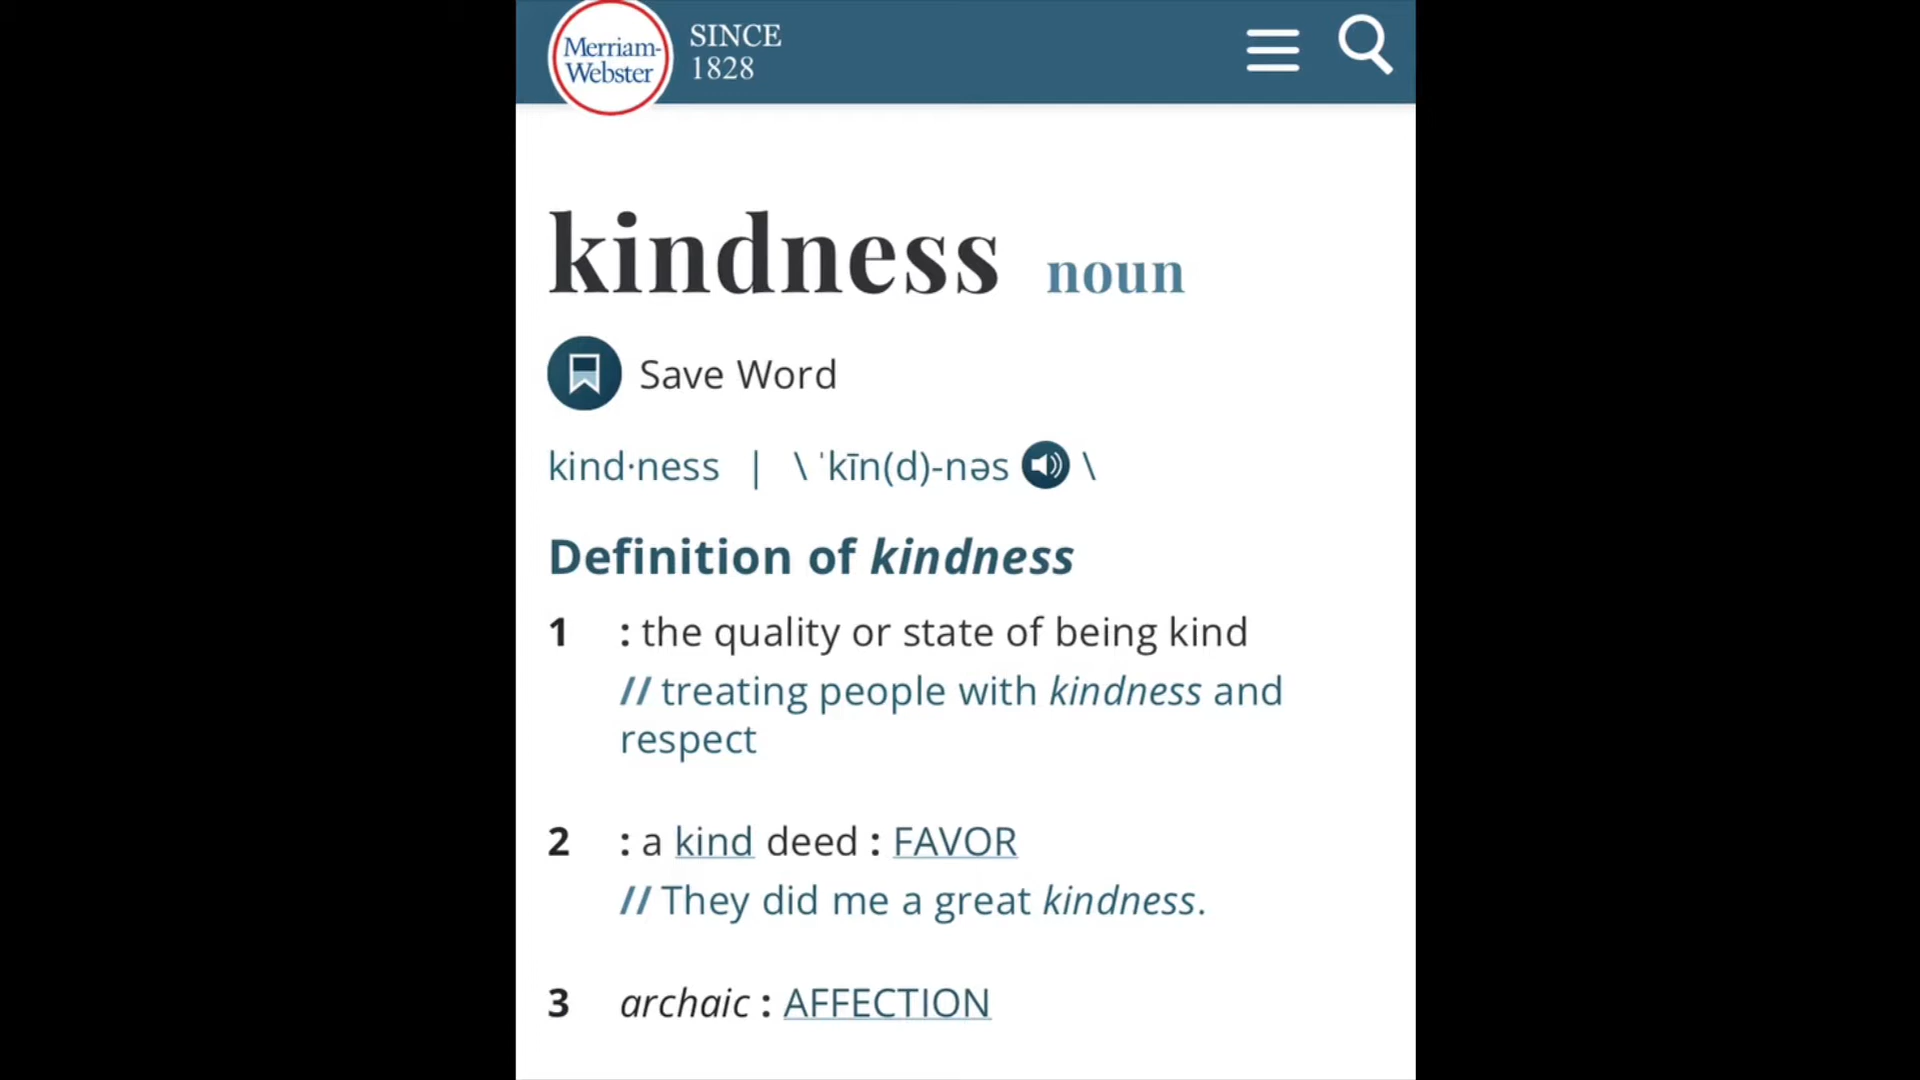 Merriam-
Webster
SINCE
1828
kindness noun
Save Word
kind·ness | \ ˈkīn(d)-nəs \
Definition of kindness
1 : the quality or state of being kind
// treating people with kindness and
respect
2 : a kind deed : FAVOR
// They did me a great kindness.
3 archaic : AFFECTION